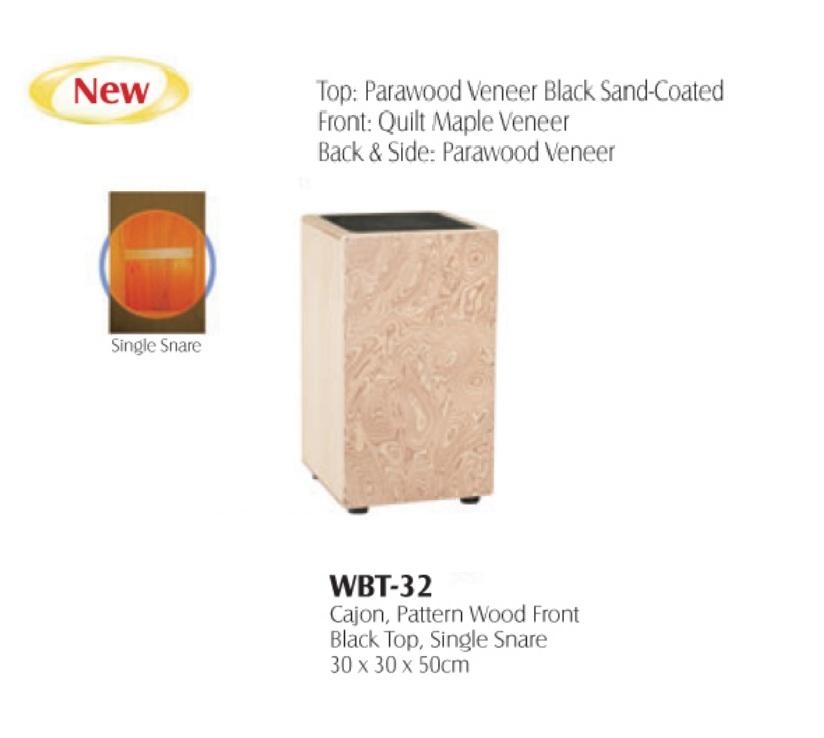 New
Top: Parawood Veneer Black Sand-Coated
Front: Quilt Maple Veneer
Back & Side: Parawood Veneer
Single Snare
WBT-32
Cajon, Pattern Wood Front
Black Top, Single Snare
30 x 30 x 50cm